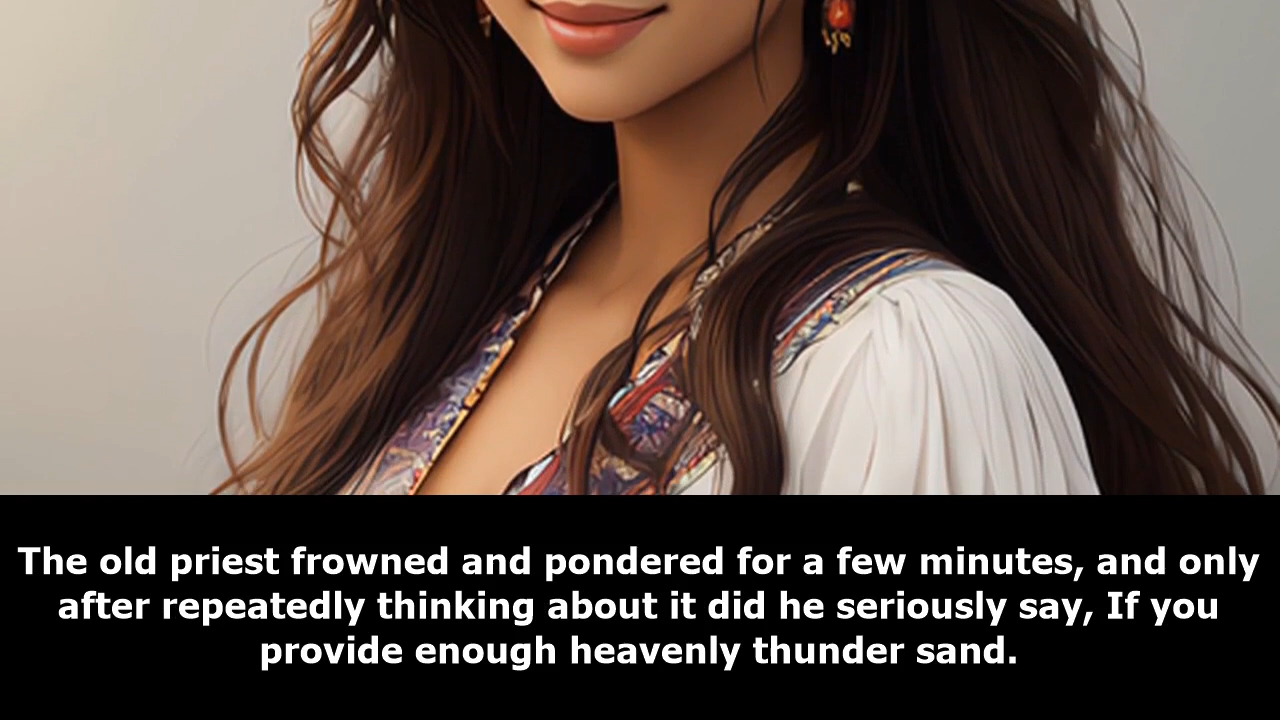 The old priest frowned and pondered for a few minutes, and only
after repeatedly thinking about it did he seriously say, If you
provide enough heavenly thunder sand.